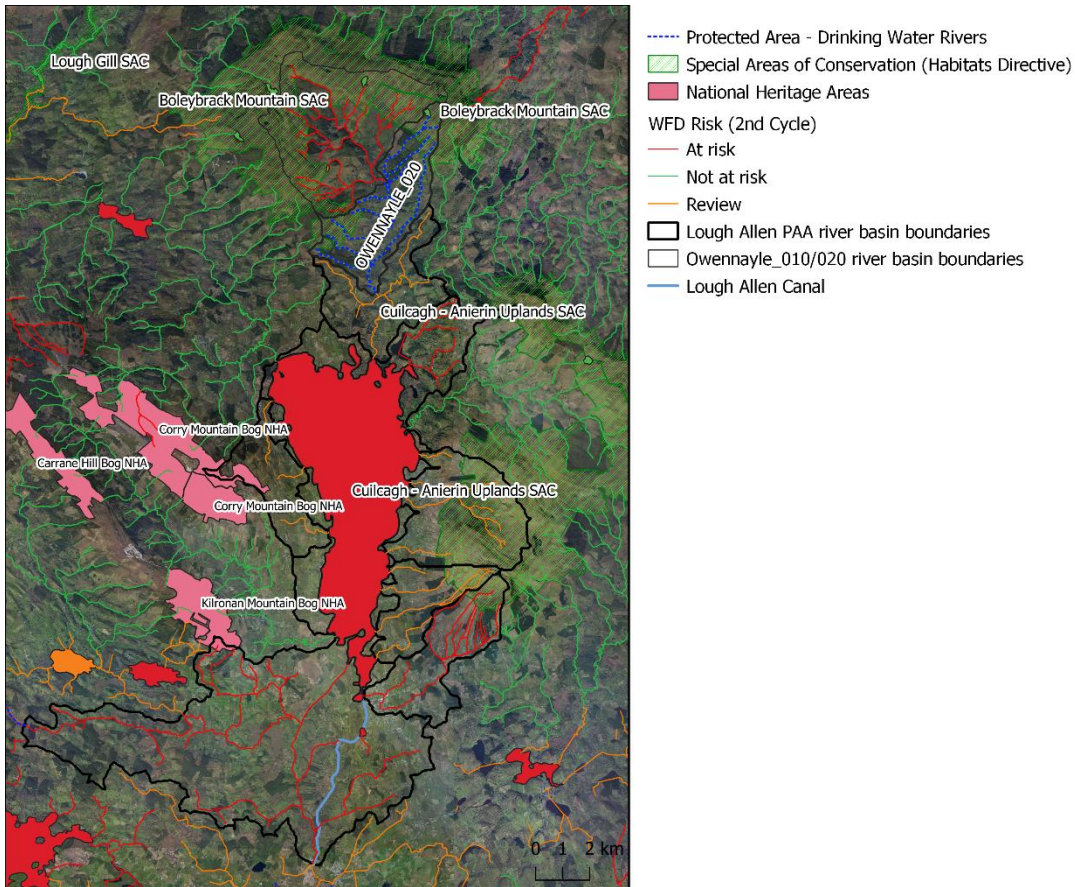 Lough Gill SAC
Boleybrack Mountain SAC
Boleybrack Mountain SAC
OWENNAYLE_020
Cuilcagh - Anierin Uplands SAC
Corry Mountain Bog NHA
Carrane Hill Bog NHA
Cuilcagh - Anierin Uplands SAC
Corry Mountain Bog NHA
Kilronan Mountain Bog NHA
0 1 2 km
Protected Area - Drinking Water Rivers
Special Areas of Conservation (Habitats Directive)
National Heritage Areas
WFD Risk (2nd Cycle)
At risk
Not at risk
Review
Lough Allen PAA river basin boundaries
Owennayle_010/020 river basin boundaries
Lough Allen Canal